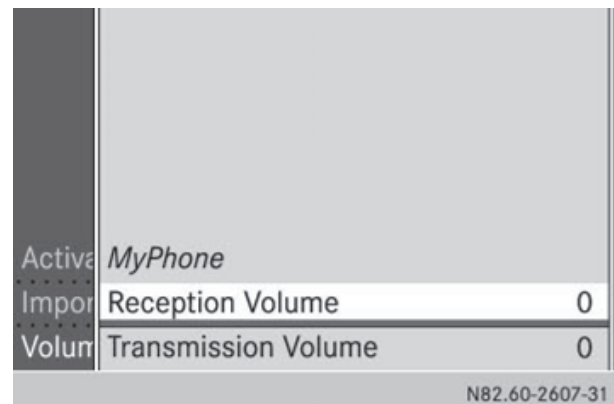 Activa MyPhone
Impor Reception Volume 0
Volum Transmission Volume 0
N82.60-2607-31